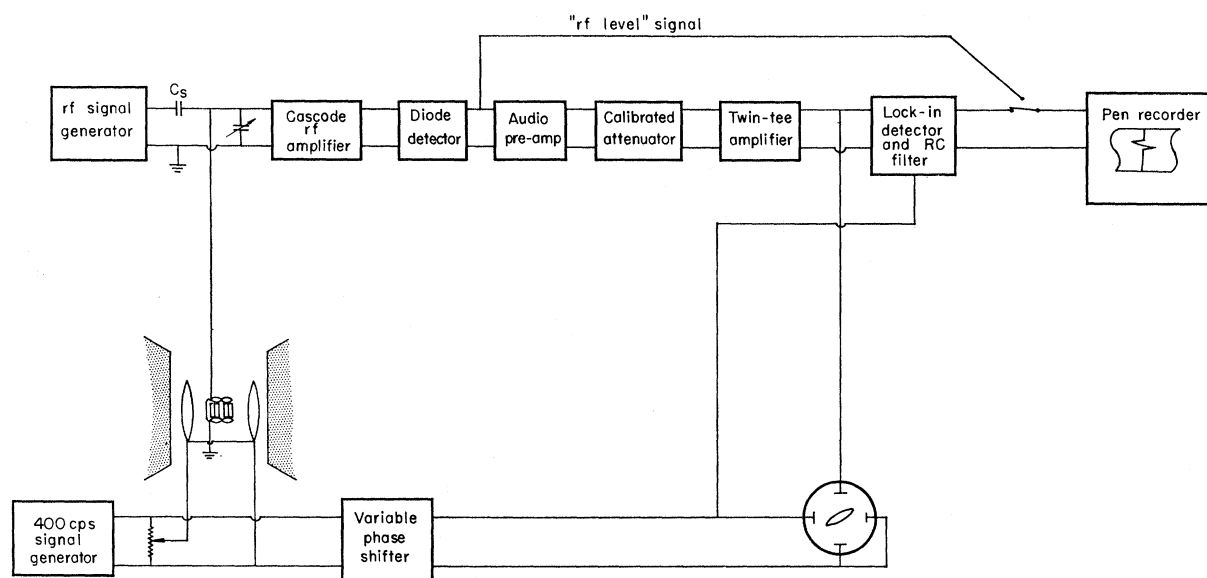 "rf level" signal
rf signal
generator
Cs
Cascode
rf
amplifier
Diode
detector
Audio
pre-amp
Calibrated
attenuator
Twin-tee
amplifier
Lock-in
detector
and RC
filter
Pen recorder
400 cps
signal
generator
Variable
phase
shifter